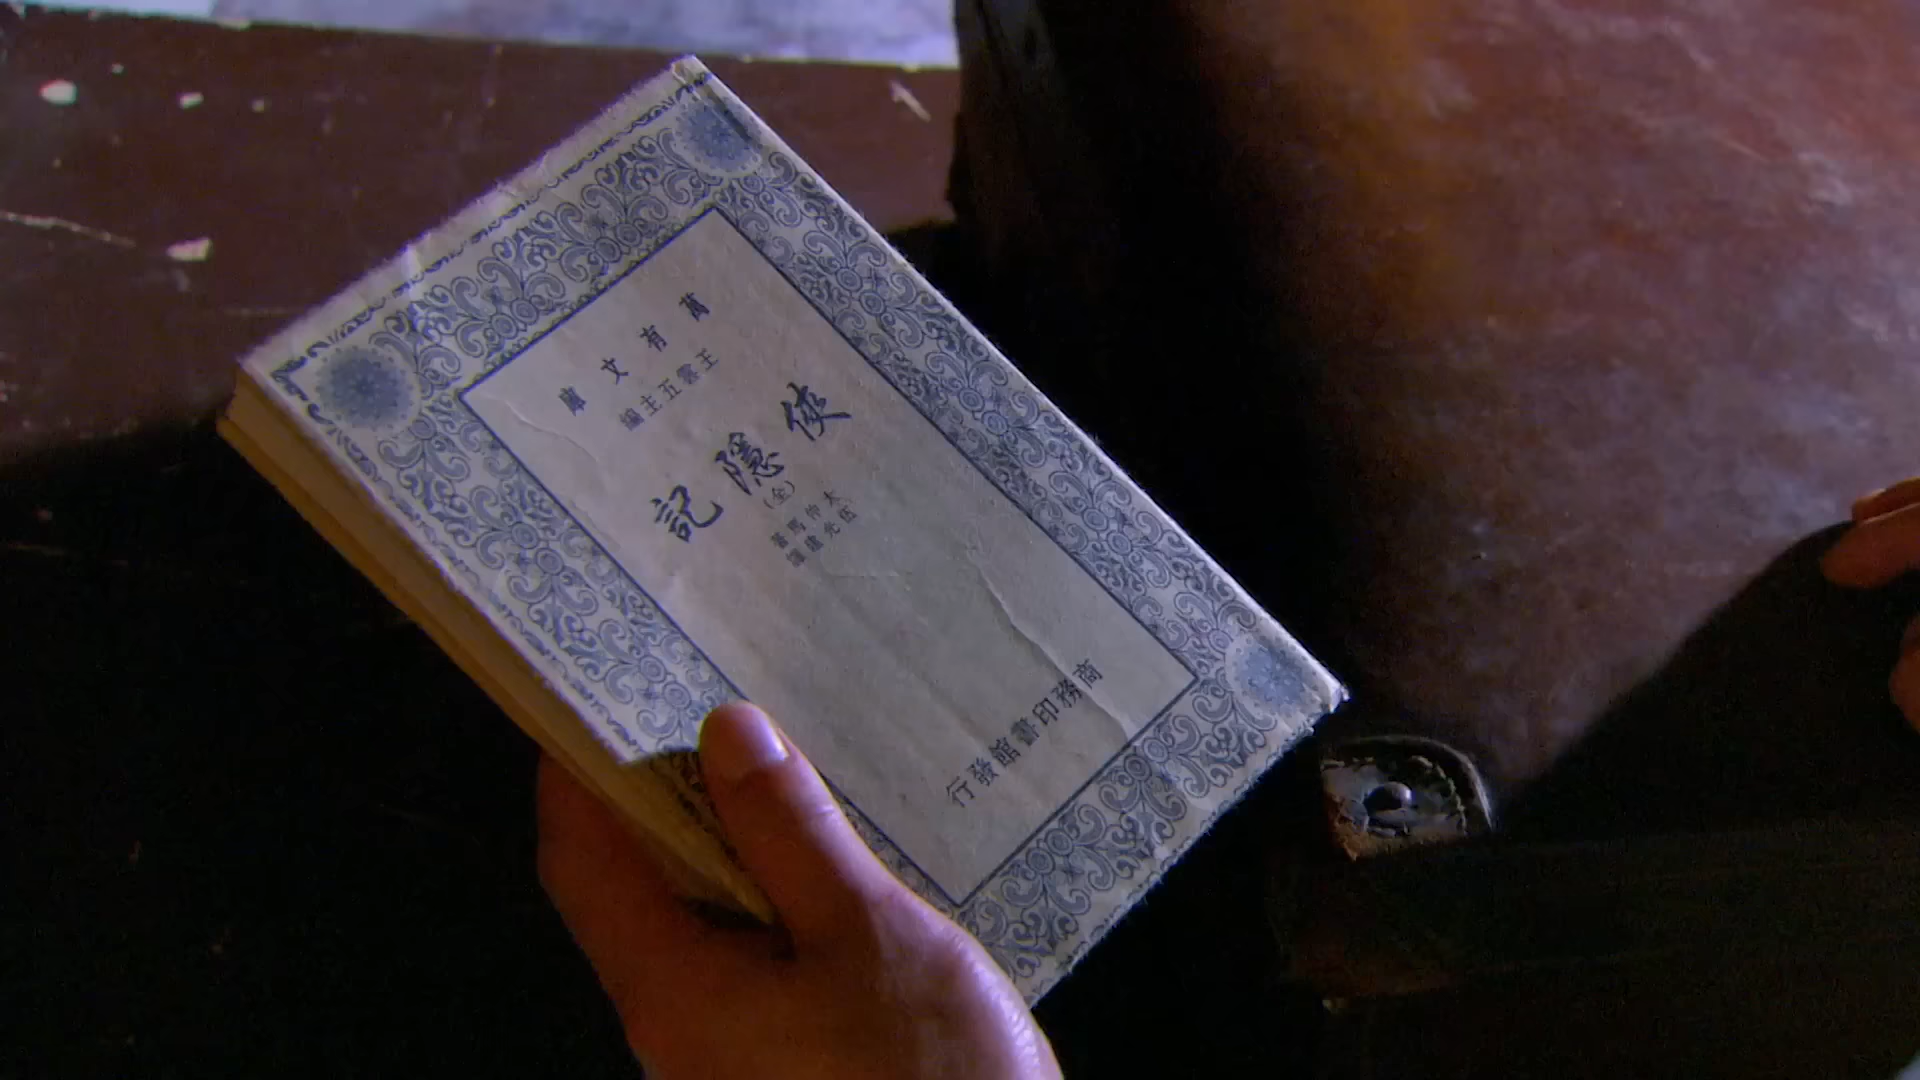 萬有文庫
王雲五主編
俠隱記
(全)
大仲馬著
伍光建譯
商務印書館發行